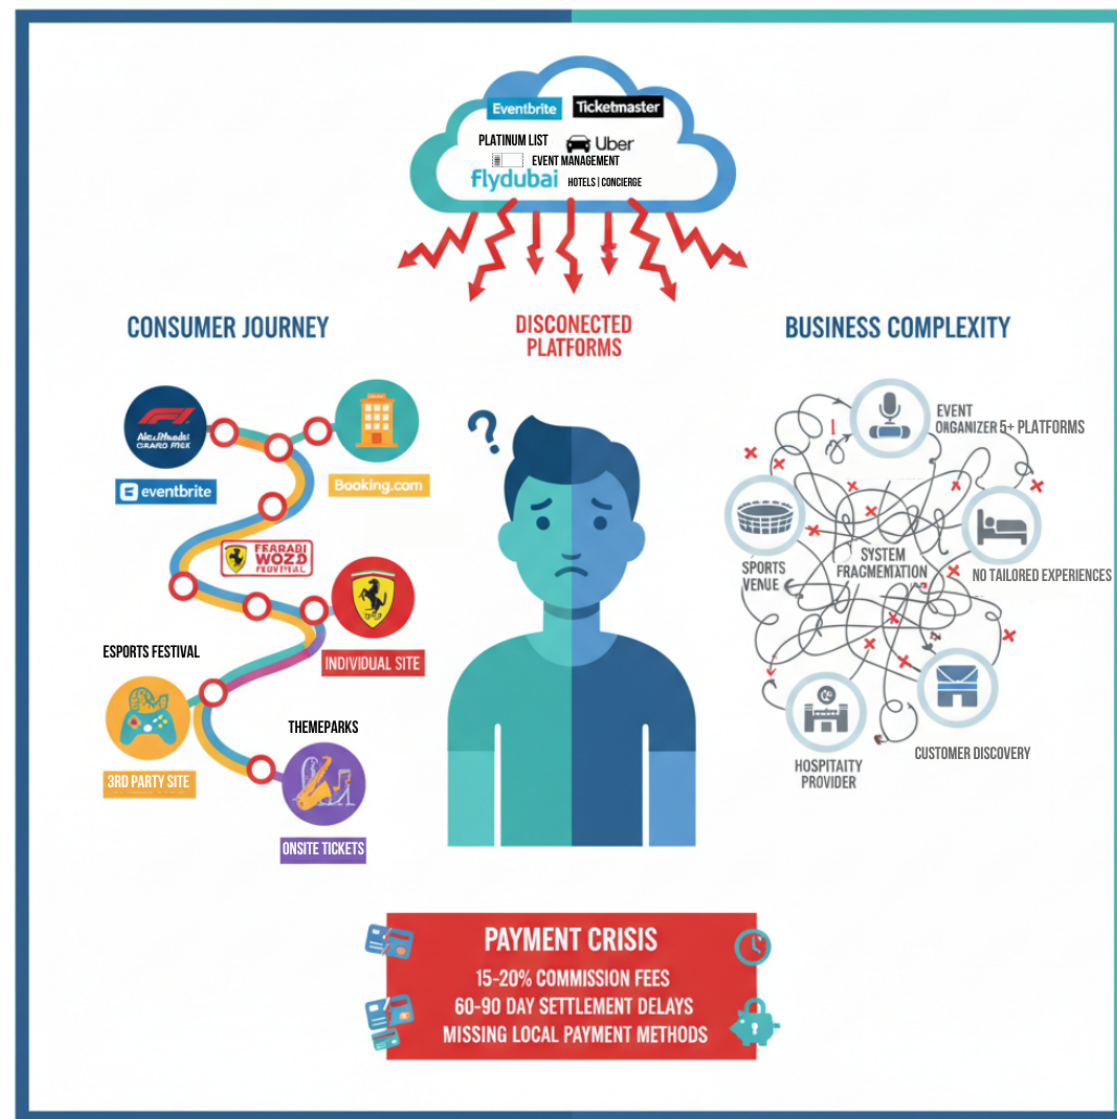 Eventbrite
Ticketmaster
PLATINUM LIST
Uber
EVENT MANAGEMENT
flydubai
HOTELS | CONCIERGE
CONSUMER JOURNEY
DISCONECTED
PLATFORMS
BUSINESS COMPLEXITY
eventbrite
Booking.com
INDIVIDUAL SITE
ESPORTS FESTIVAL
3RD PARTY SITE
THEMEPARKS
ONSITE TICKETS
?
EVENT
ORGANIZER 5+ PLATFORMS
SPORTS
VENUE
SYSTEM
FRAGMENTATION
NO TAILORED EXPERIENCES
HOSPITAITY
PROVIDER
CUSTOMER DISCOVERY
PAYMENT CRISIS
15-20% COMMISSION FEES
60-90 DAY SETTLEMENT DELAYS
MISSING LOCAL PAYMENT METHODS